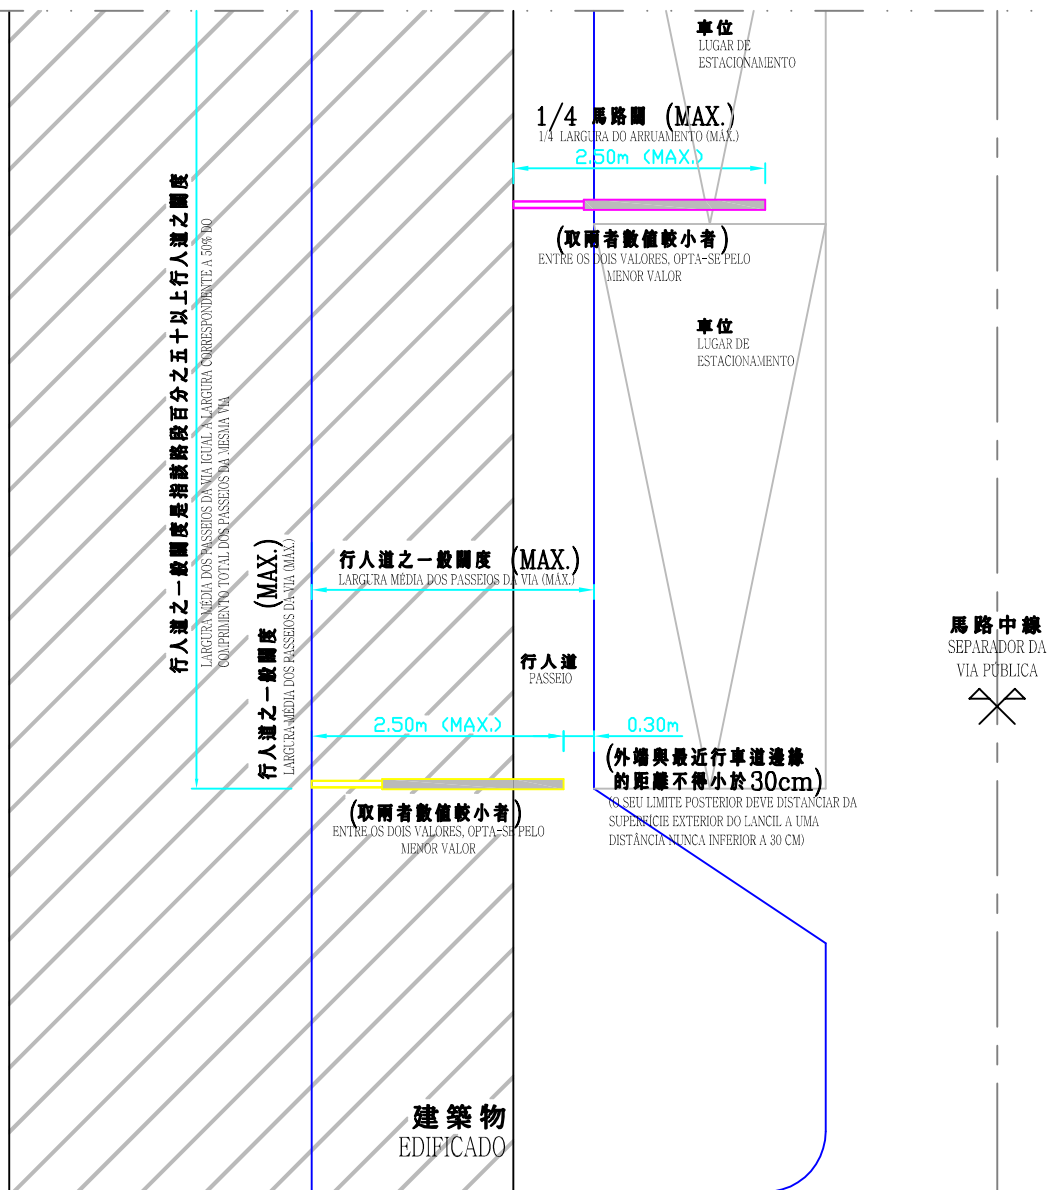 車位
LUGAR DE
ESTACIONAMENTO
1/4 馬路闊 (MAX.)
1/4 LARGURA DO ARRUAMENTO (MÁX.)
2.50m (MAX.)
(取兩者數值較小者)
ENTRE OS DOIS VALORES, OPTA-SE PELO
MENOR VALOR
車位
LUGAR DE
ESTACIONAMENTO
行人道之一般闊度是指該路段百分之五十以上行人道之闊度
LARGURA MÉDIA DOS PASSEIOS DA VIA IGUAL A LARGURA CORRESPONDENTE A 50% DO
COMPRIMENTO TOTAL DOS PASSEIOS DA MESMA VIA
行人道之一般闊度 (MAX.)
LARGURA MÉDIA DOS PASSEIOS DA VIA (MÁX.)
行人道之一般闊度 (MAX.)
LARGURA MÉDIA DOS PASSEIOS DA VIA (MÁX.)
行人道
PASSEIO
馬路中線
SEPARADOR DA
VIA PÚBLICA
2.50m (MAX.)
0.30m
(外端與最近行車道邊緣
的距離不得小於30cm)
(O SEU LIMITE POSTERIOR DEVE DISTANCIAR DA
SUPERFÍCIE EXTERIOR DO LANCIL A UMA
DISTÂNCIA NUNCA INFERIOR A 30 CM)
(取兩者數值較小者)
ENTRE OS DOIS VALORES, OPTA-SE PELO
MENOR VALOR
建築物
EDIFICADO